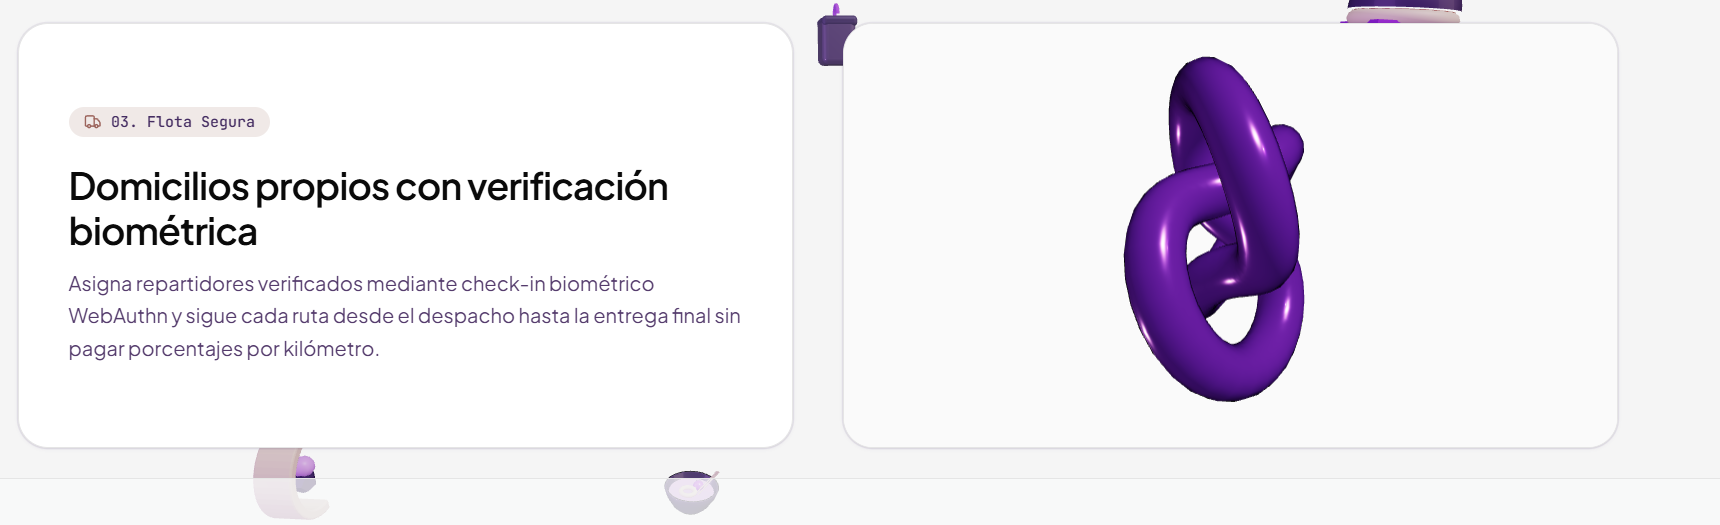 03. Flota Segura
Domicilios propios con verificación
biométrica
Asigna repartidores verificados mediante check-in biométrico
WebAuthn y sigue cada ruta desde el despacho hasta la entrega final sin
pagar porcentajes por kilómetro.